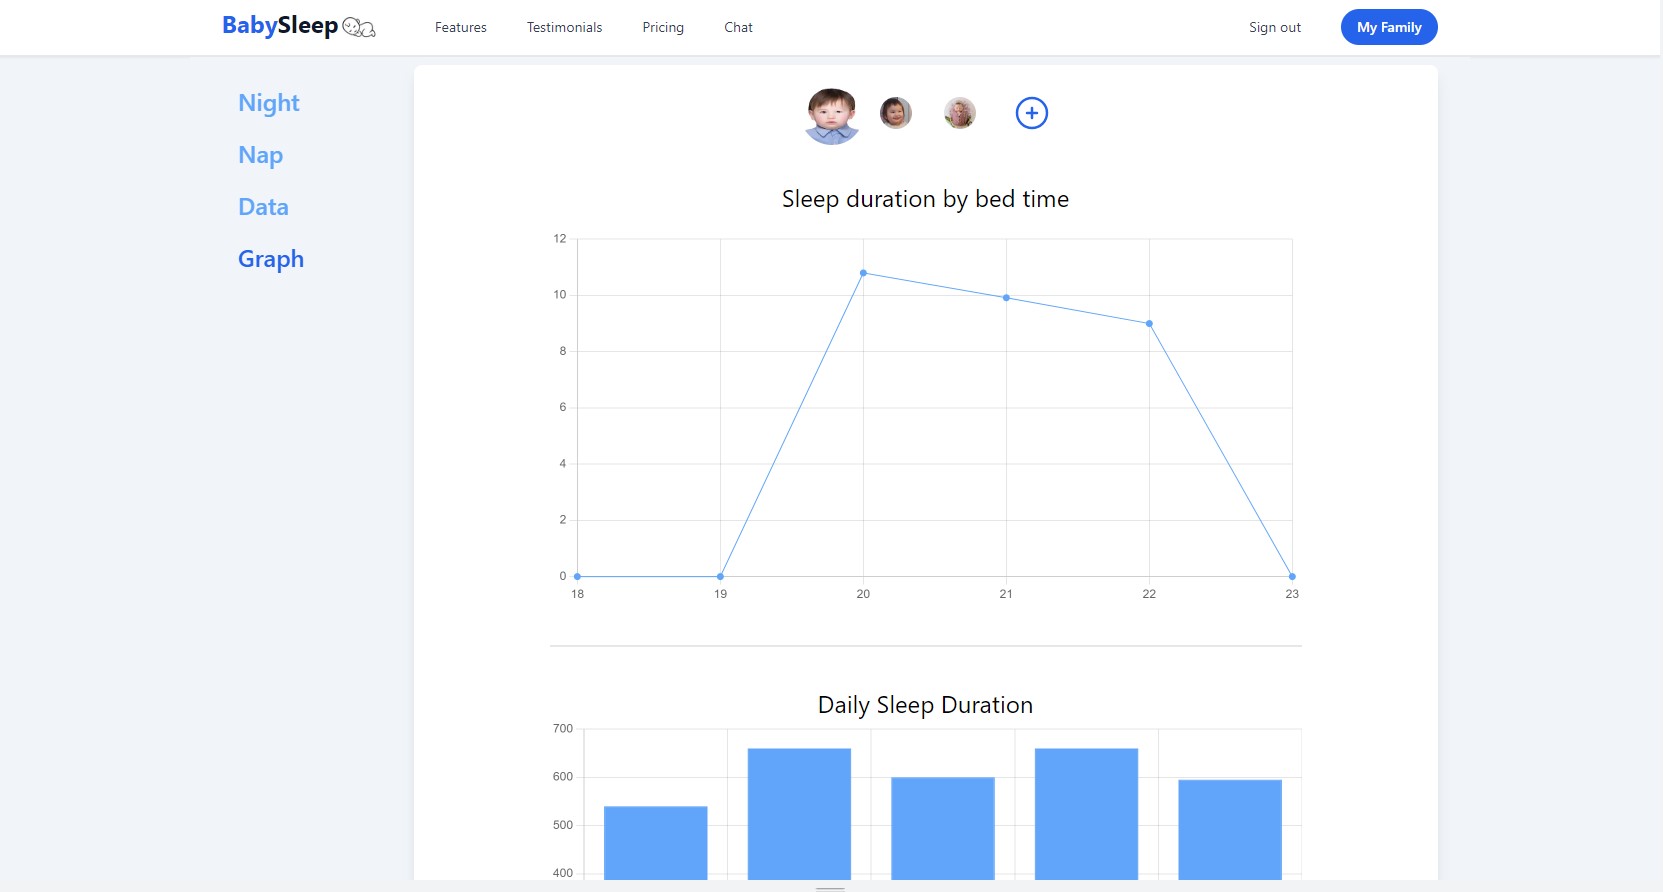 BabySleep Features Testimonials Pricing Chat Sign out My Family
Night
Nap
Data
Graph
Sleep duration by bed time
12
10
8
6
4
2
0
18 19 20 21 22 23
Daily Sleep Duration
700
600
500
400